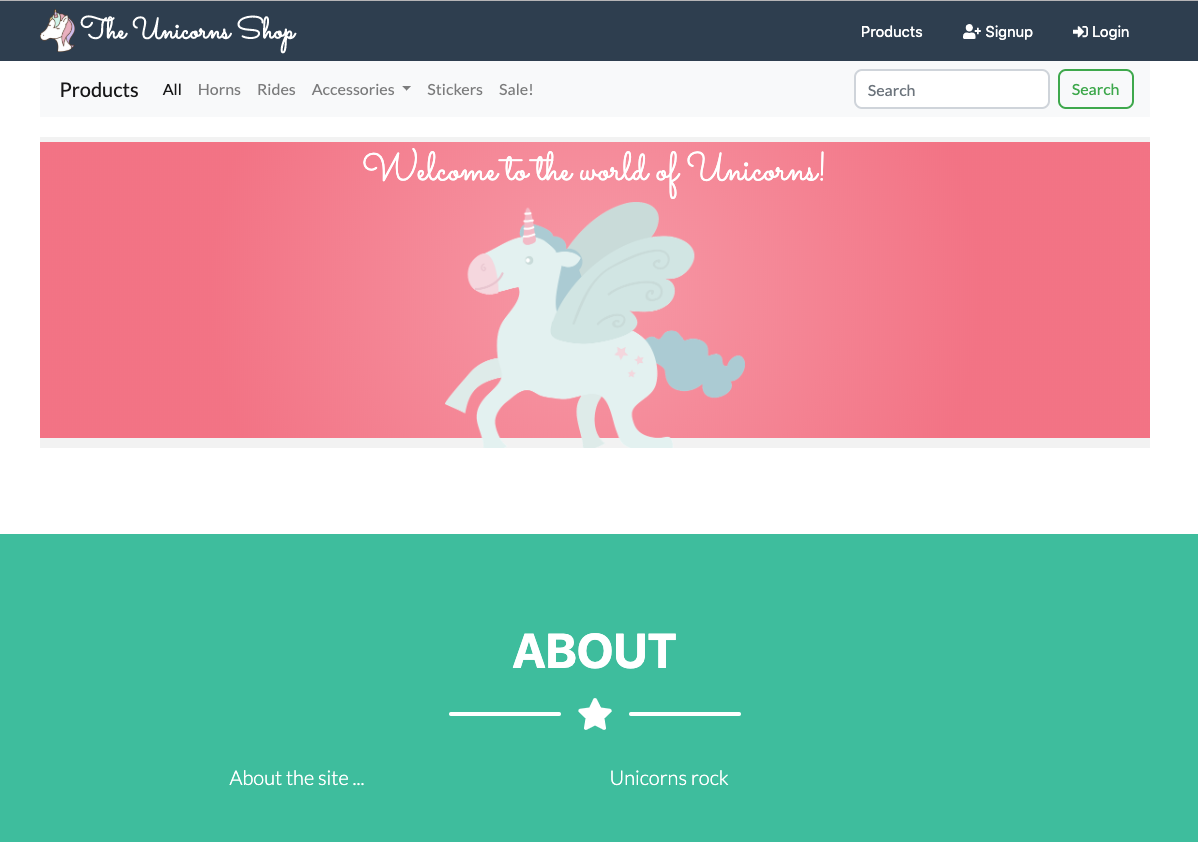 The Unicorns Shop Products Signup Login
Products All Horns Rides Accessories Stickers Sale! Search Search
Welcome to the world of Unicorns!
ABOUT
About the site ... Unicorns rock